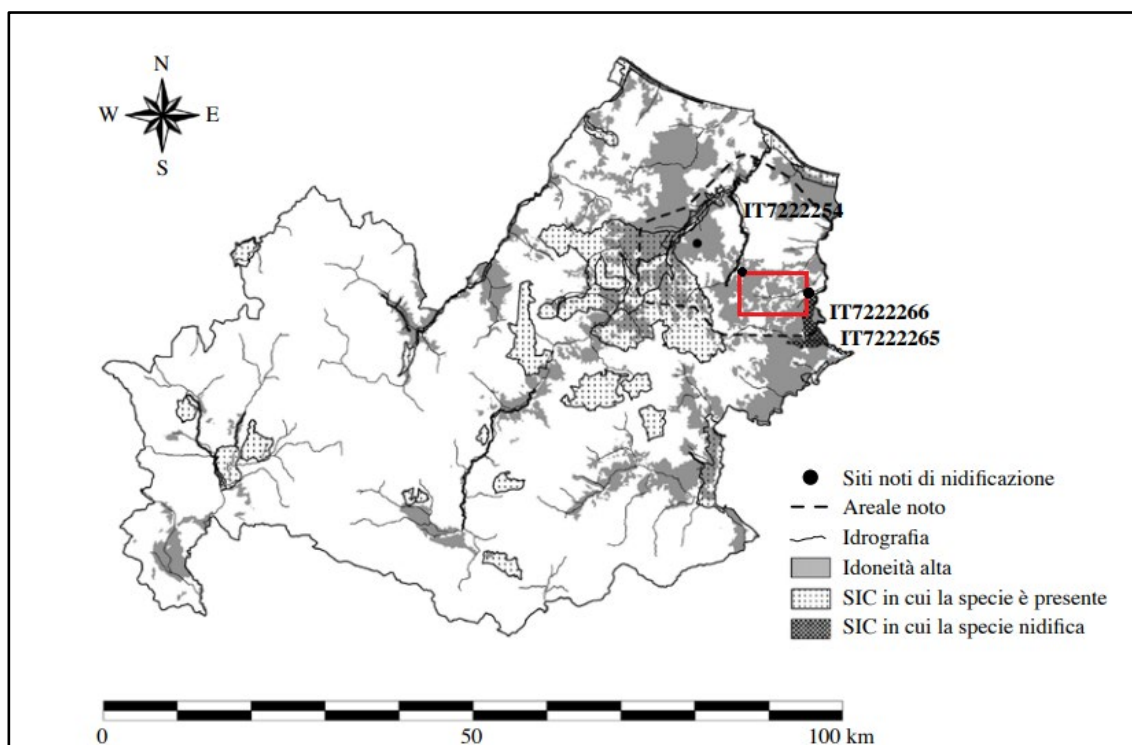 N
W E
S
IT7222254
IT7222266
IT7222265
Siti noti di nidificazione
Areale noto
Idrografia
Idoneità alta
SIC in cui la specie è presente
SIC in cui la specie nidifica
0 50 100 km